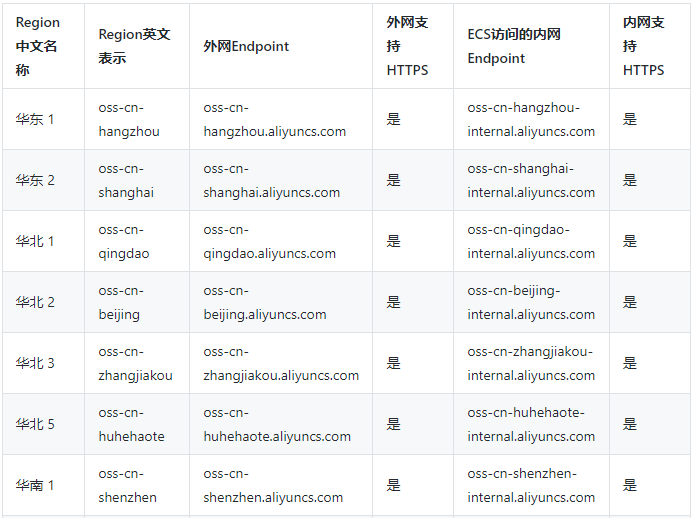 Region中文名称
Region英文表示
外网Endpoint
外网支持HTTPS
ECS访问的内网Endpoint
内网支持HTTPS
华东 1
oss-cn-hangzhou
oss-cn-hangzhou.aliyuncs.com
是
oss-cn-hangzhou-internal.aliyuncs.com
是
华东 2
oss-cn-shanghai
oss-cn-shanghai.aliyuncs.com
是
oss-cn-shanghai-internal.aliyuncs.com
是
华北 1
oss-cn-qingdao
oss-cn-qingdao.aliyuncs.com
是
oss-cn-qingdao-internal.aliyuncs.com
是
华北 2
oss-cn-beijing
oss-cn-beijing.aliyuncs.com
是
oss-cn-beijing-internal.aliyuncs.com
是
华北 3
oss-cn-zhangjiakou
oss-cn-zhangjiakou.aliyuncs.com
是
oss-cn-zhangjiakou-internal.aliyuncs.com
是
华北 5
oss-cn-huhehaote
oss-cn-huhehaote.aliyuncs.com
是
oss-cn-huhehaote-internal.aliyuncs.com
是
华南 1
oss-cn-shenzhen
oss-cn-shenzhen.aliyuncs.com
是
oss-cn-shenzhen-internal.aliyuncs.com
是